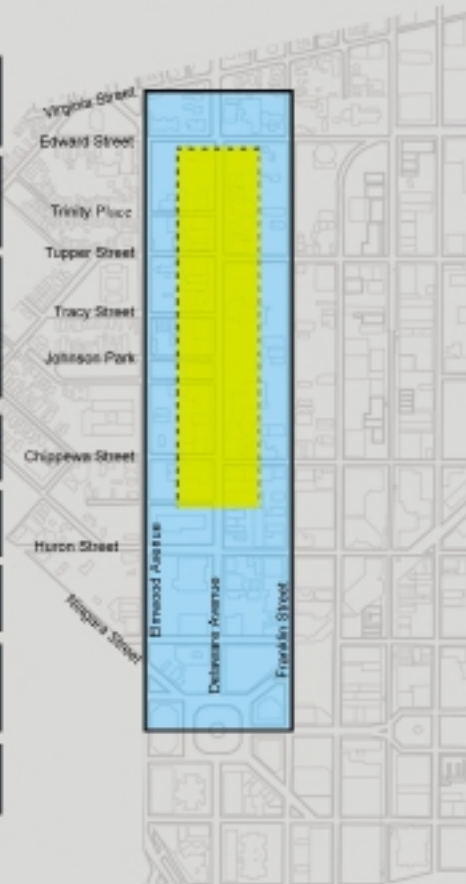 Virginia Street
Edward Street
Trinity Place
Tupper Street
Tracy Street
Johnson Park
Chippewa Street
Huron Street
Niagara Street
Elmwood Avenue
Delaware Avenue
Franklin Street